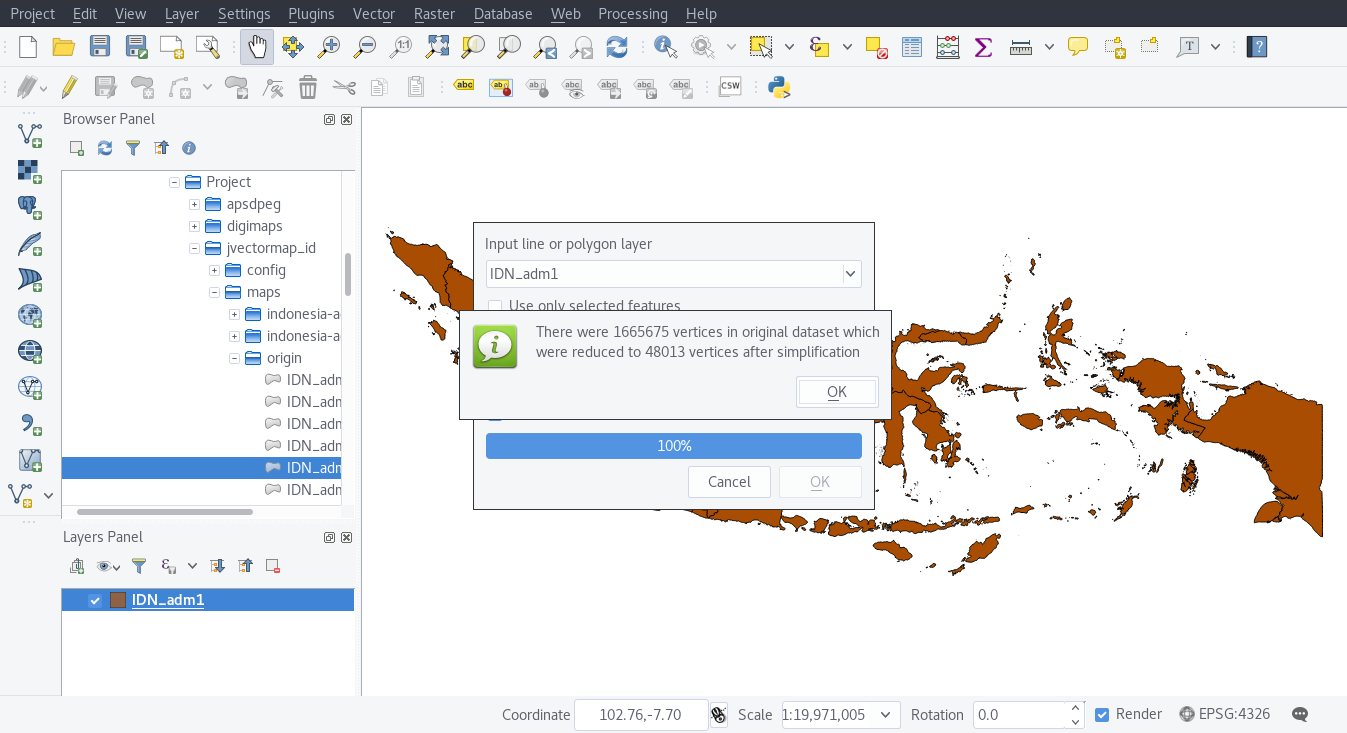 Project Edit View Layer Settings Plugins Vector Raster Database Web Processing Help
1:1
T
?
abc ab abc abc abc abc abc CSW
Browser Panel
Project
apsdpeg
digimaps
jvectormap_id
config
maps
indonesia-a
indonesia-a
origin
IDN_adm
IDN_adm
IDN_adm
IDN_adm
IDN_adm
IDN_adm
Layers Panel
IDN_adm1
Input line or polygon layer
IDN_adm1
Use only selected features
There were 1665675 vertices in original dataset which
were reduced to 48013 vertices after simplification
OK
100%
Cancel OK
Coordinate 102.76,-7.70 Scale 1:19,971,005 Rotation 0.0 Render EPSG:4326